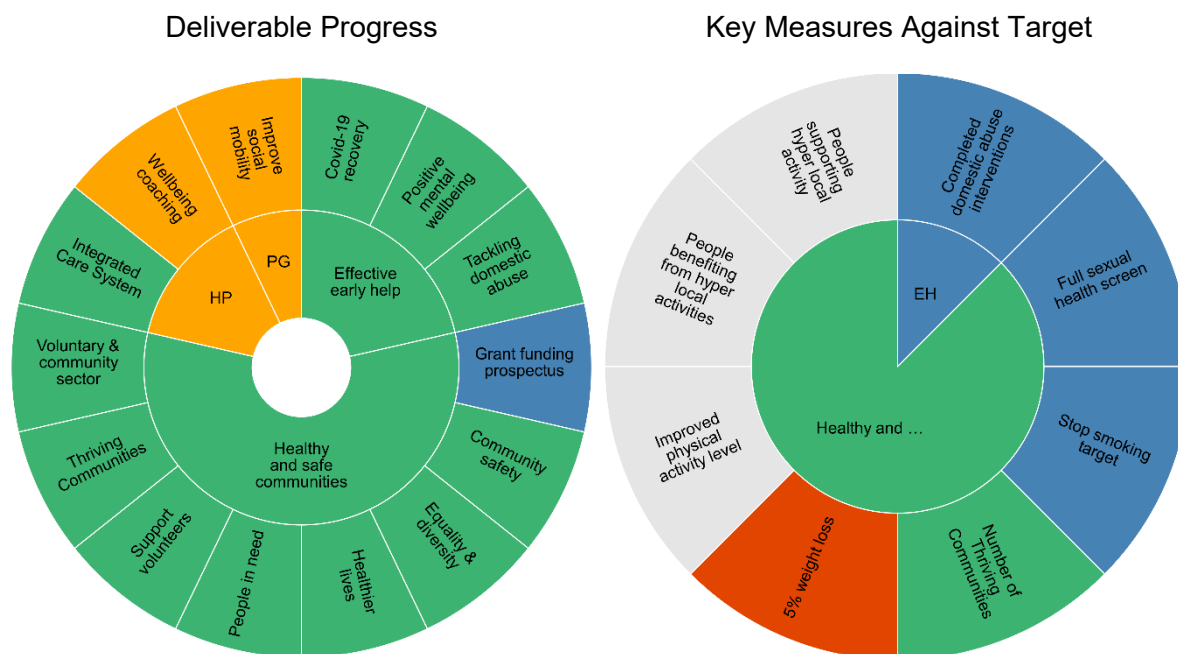 Deliverable Progress
Key Measures Against Target
Covid-19
recovery
Positive
mental
wellbeing
Tackling
domestic
abuse
Grant funding
prospectus
Community
safety
Equality &
diversity
Healthier
lives
People in need
Support
volunteers
Thriving
Communities
Voluntary &
community
sector
Integrated
Care System
Wellbeing
coaching
Improve
social
mobility
Effective
early help
Healthy
and safe
communities
HP
PG
Completed
domestic abuse
interventions
Full sexual
health screen
Stop smoking
target
Number of
Thriving
Communities
5% weight loss
Improved
physical
activity level
People
benefiting
from hyper
local
activities
People
supporting
hyper local
activity
EH
Healthy and ...